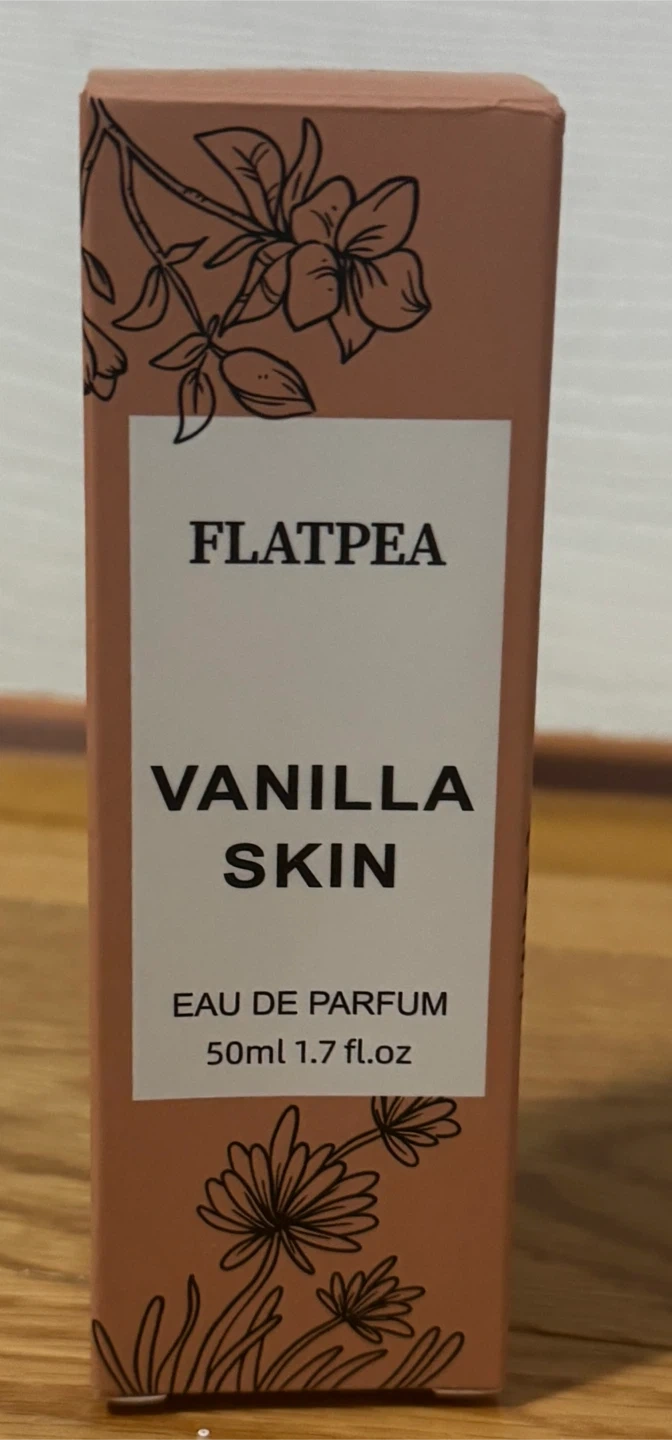 FLATPEA
VANILLA
SKIN
EAU DE PARFUM
50ml 1.7 fl.oz